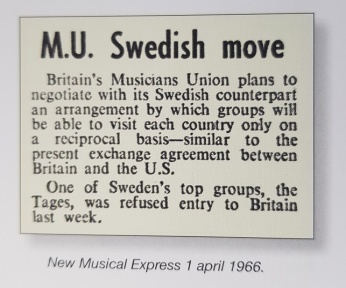 M.U. Swedish move
Britain's Musicians Union plans to
negotiate with its Swedish counterpart
an arrangement by which groups will
be able to visit each country only on
a reciprocal basis—similar to the
present exchange agreement between
Britain and the U.S.
One of Sweden's top groups, the
Tages, was refused entry to Britain
last week.
New Musical Express 1 april 1966.